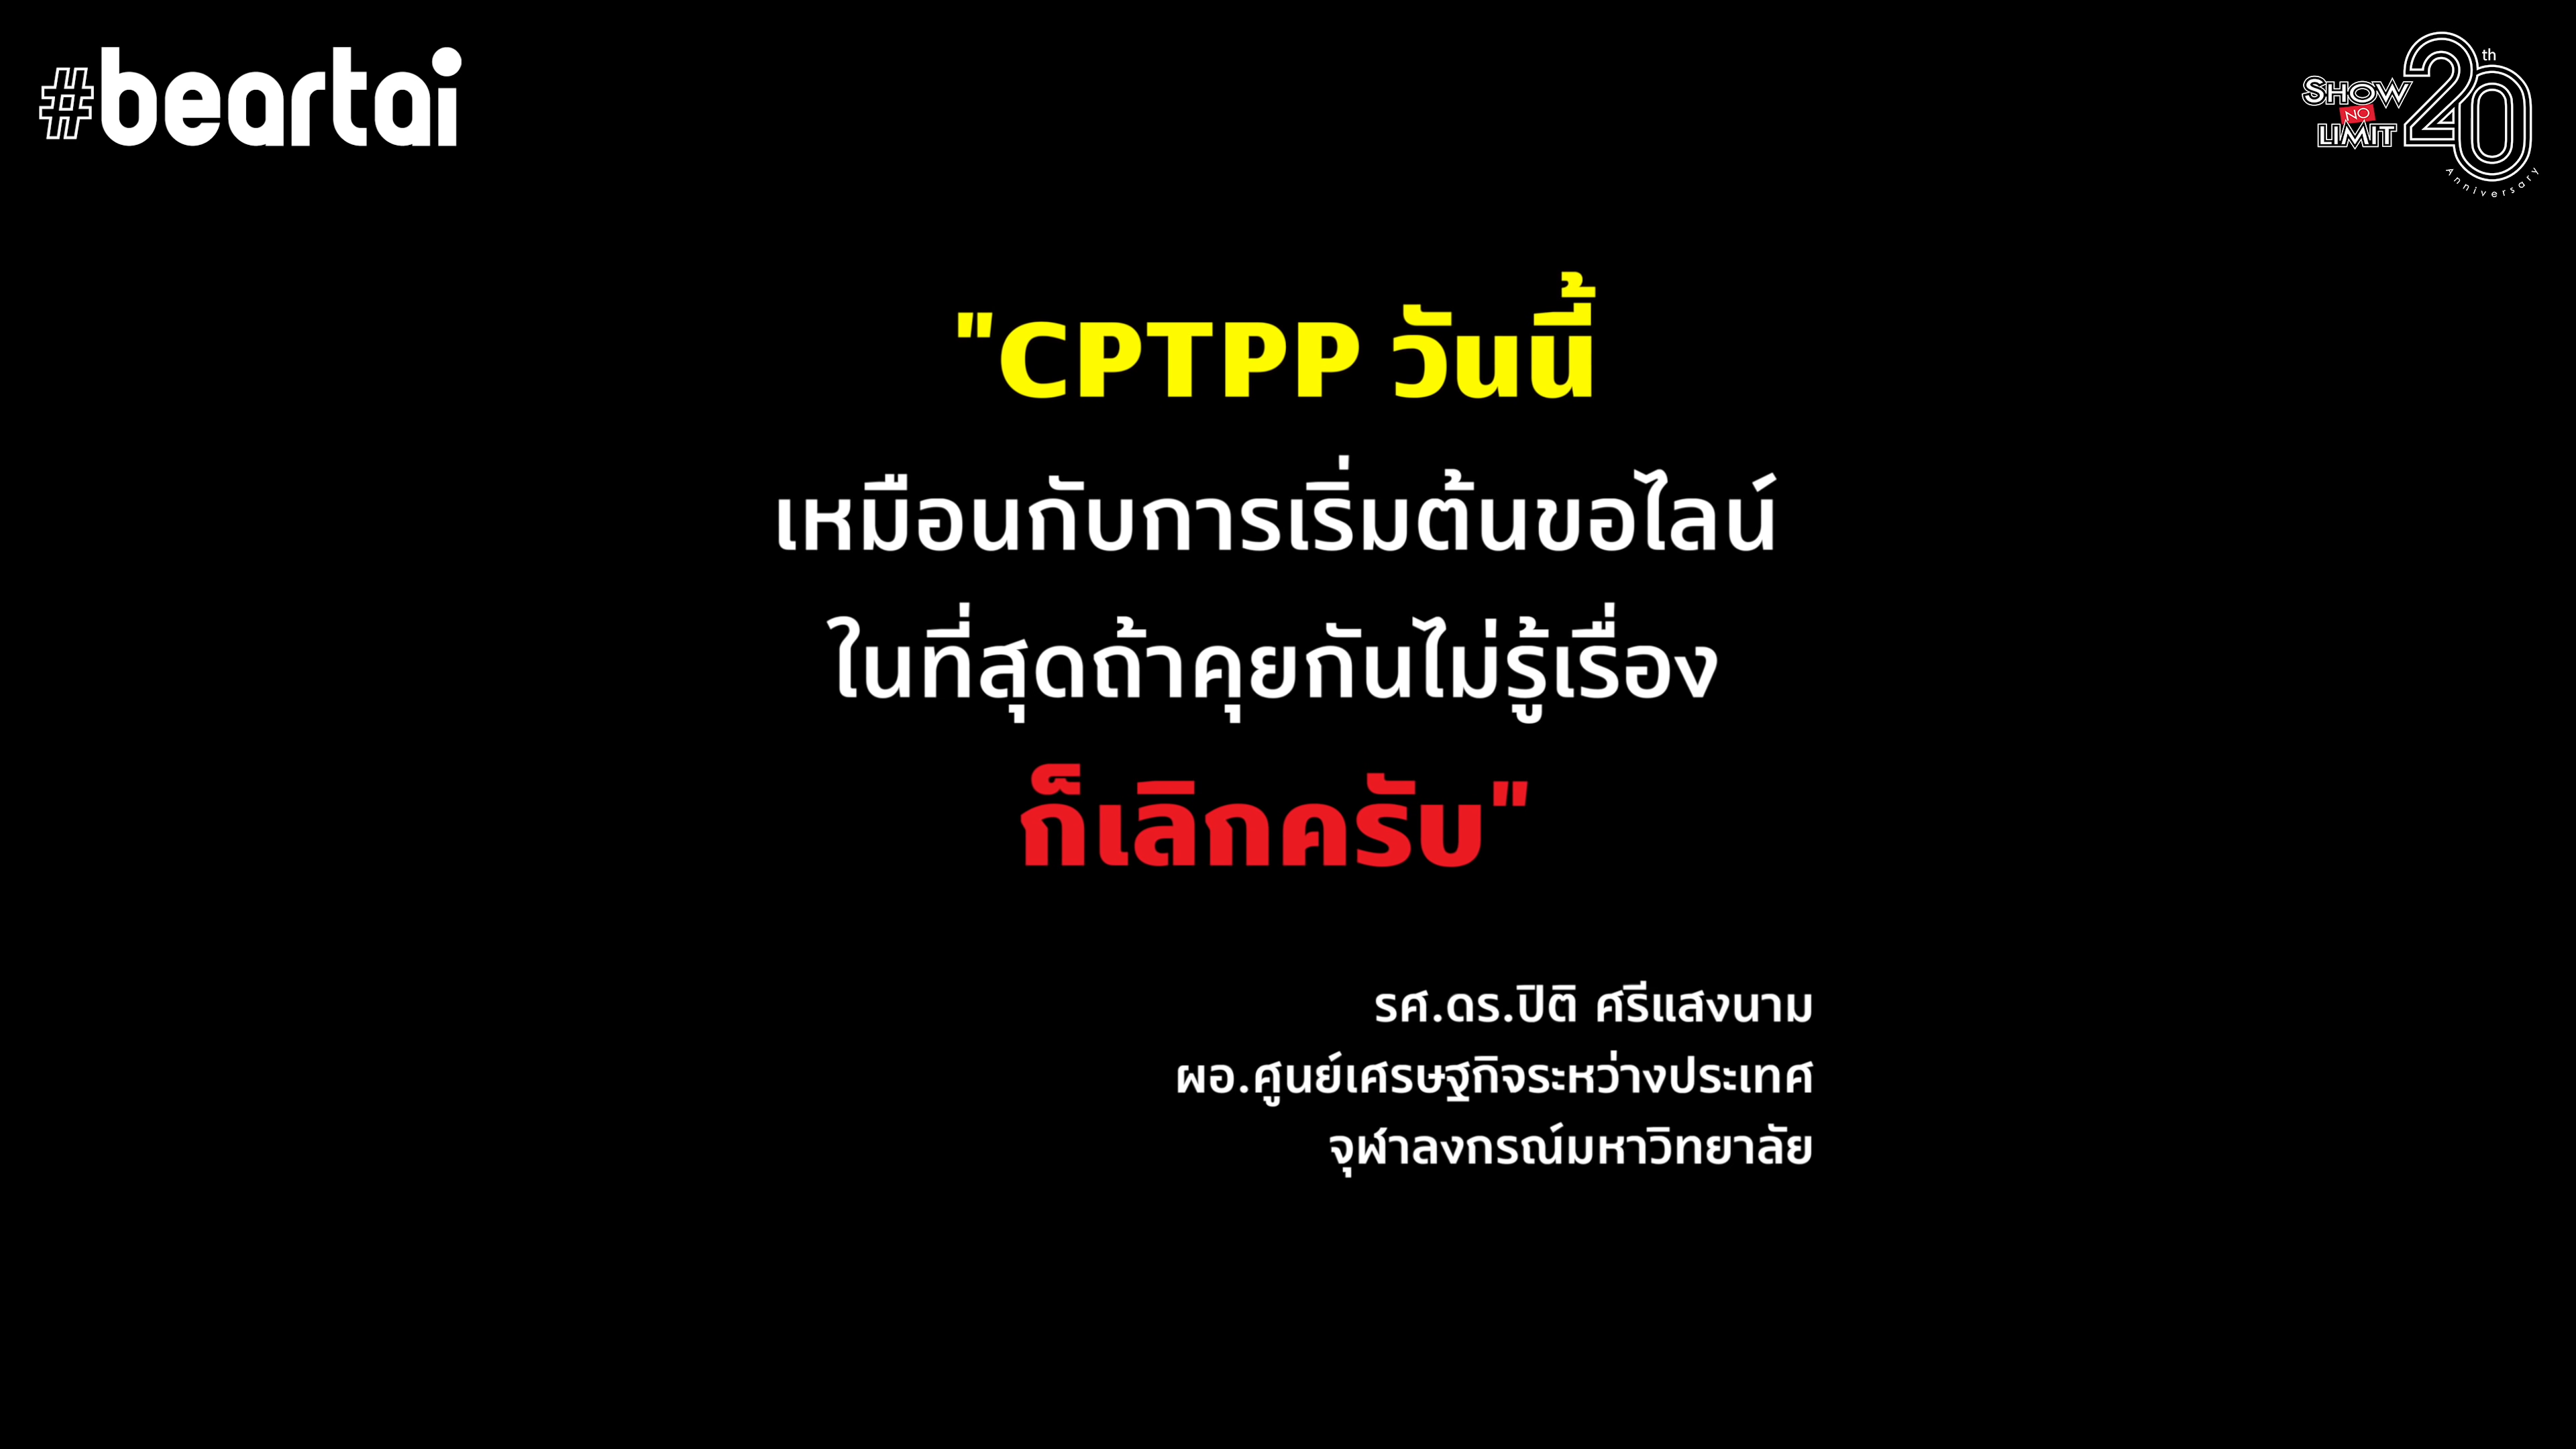 #beartai
SHOW NO LIMIT 20th Anniversary
"CPTPP วันนี้
เหมือนกับการเริ่มต้นขอไลน์
ในที่สุดถ้าคุยกันไม่รู้เรื่อง
ก็เลิกครับ"
รศ.ดร.ปิติ ศรีแสงนาม
ผอ.ศูนย์เศรษฐกิจระหว่างประเทศ
จุฬาลงกรณ์มหาวิทยาลัย